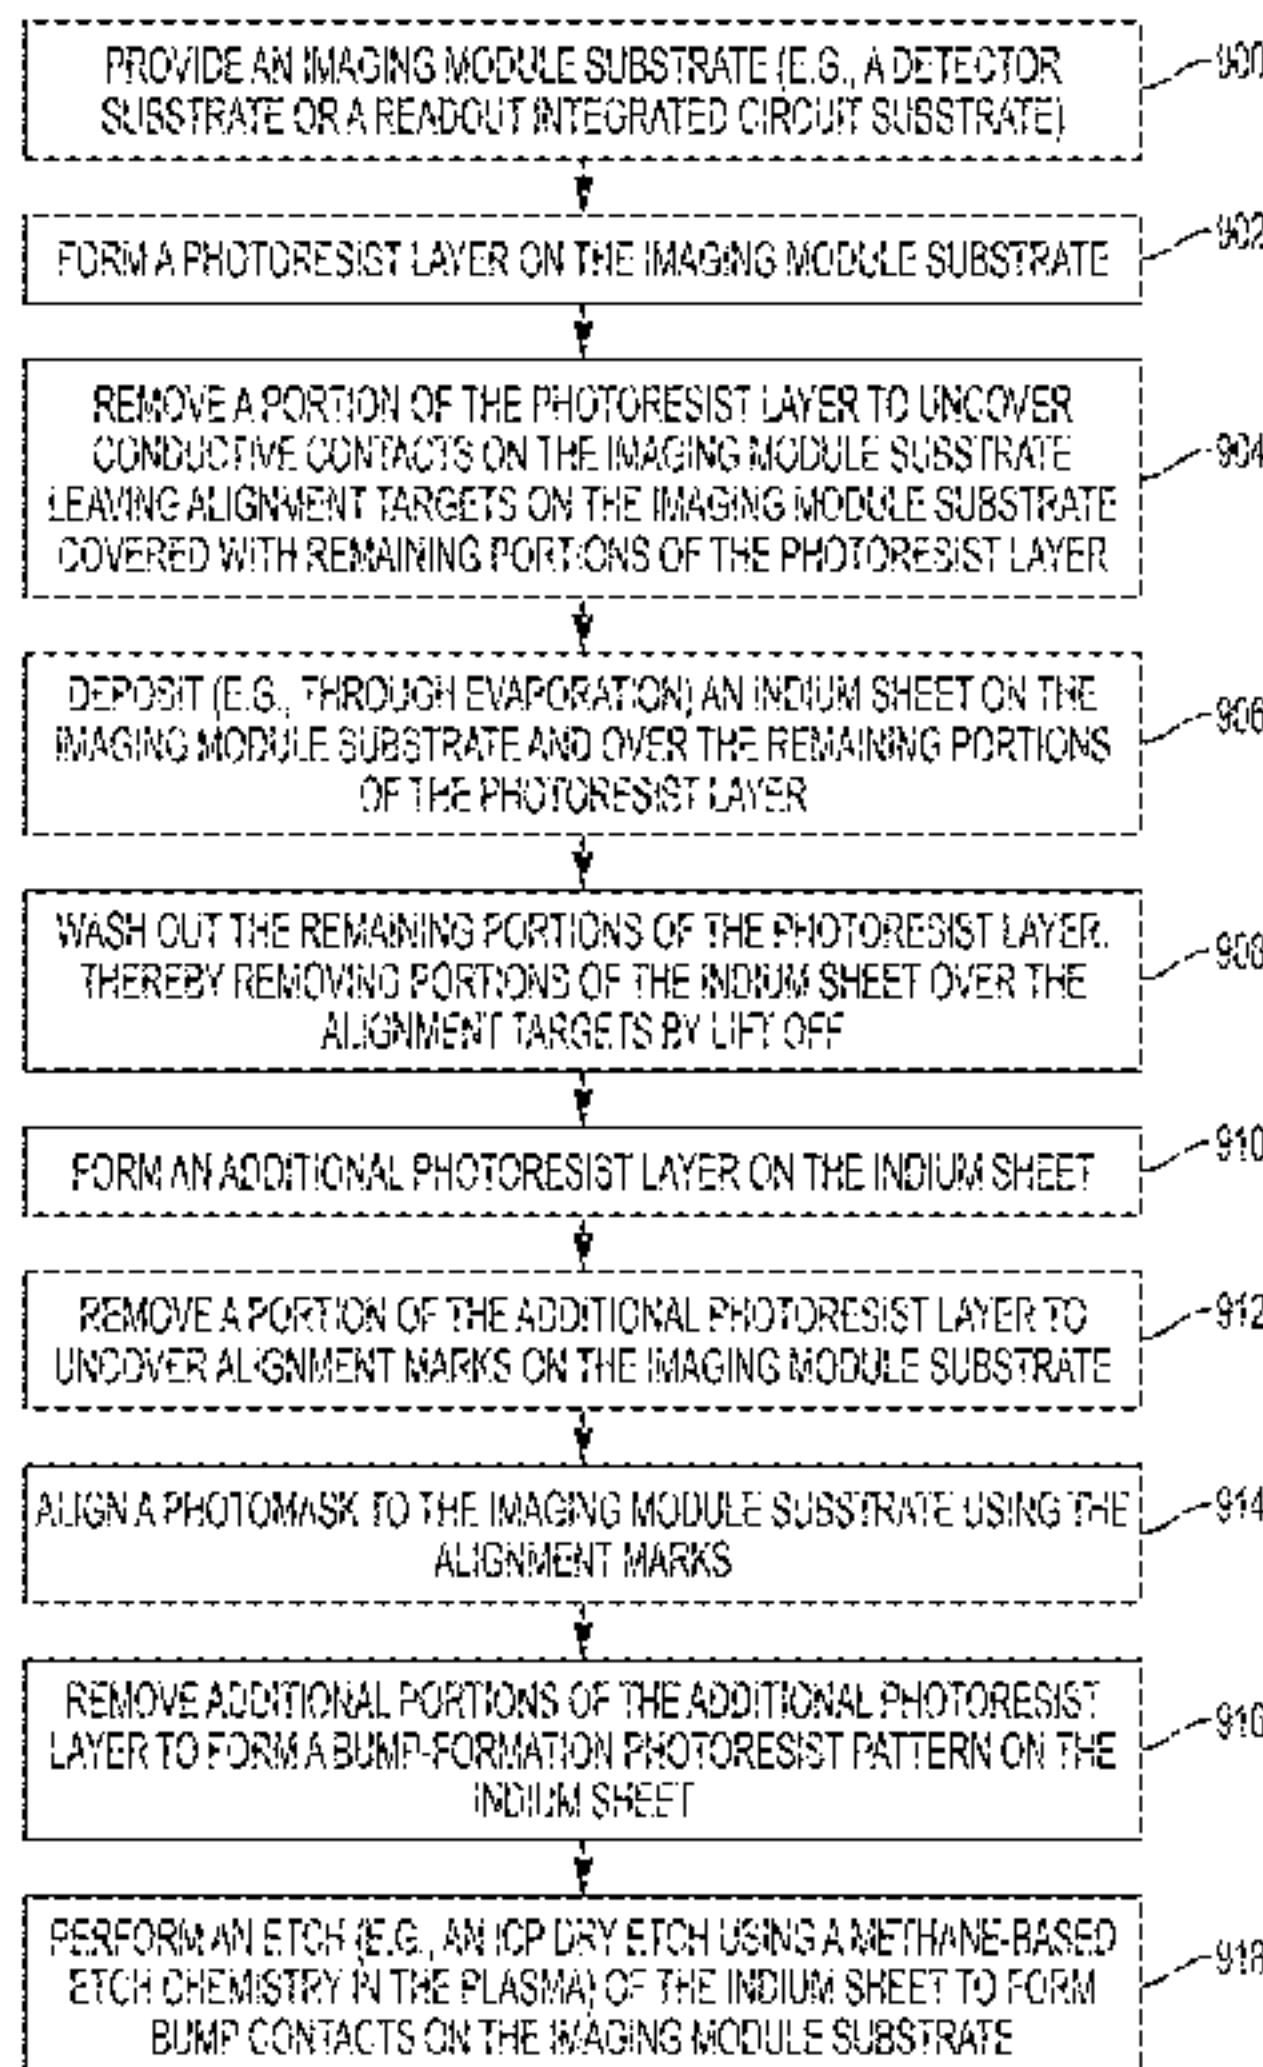 PROVIDE AN IMAGING MODULE SUBSTRATE (E.G., A DETECTOR
SUBSTRATE OR A READOUT INTEGRATED CIRCUIT SUBSTRATE)
900
FORM A PHOTORESIST LAYER ON THE IMAGING MODULE SUBSTRATE
902
REMOVE A PORTION OF THE PHOTORESIST LAYER TO UNCOVER
CONDUCTIVE CONTACTS ON THE IMAGING MODULE SUBSTRATE
LEAVING ALIGNMENT TARGETS ON THE IMAGING MODULE SUBSTRATE
COVERED WITH REMAINING PORTIONS OF THE PHOTORESIST LAYER
904
DEPOSIT (E.G., THROUGH EVAPORATION) AN INDIUM SHEET ON THE
IMAGING MODULE SUBSTRATE AND OVER THE REMAINING PORTIONS
OF THE PHOTORESIST LAYER
906
WASH OUT THE REMAINING PORTIONS OF THE PHOTORESIST LAYER,
THEREBY REMOVING PORTIONS OF THE INDIUM SHEET OVER THE
ALIGNMENT TARGETS BY LIFT OFF
908
FORM AN ADDITIONAL PHOTORESIST LAYER ON THE INDIUM SHEET
910
REMOVE A PORTION OF THE ADDITIONAL PHOTORESIST LAYER TO
UNCOVER ALIGNMENT MARKS ON THE IMAGING MODULE SUBSTRATE
912
ALIGN A PHOTOMASK TO THE IMAGING MODULE SUBSTRATE USING THE
ALIGNMENT MARKS
914
REMOVE ADDITIONAL PORTIONS OF THE ADDITIONAL PHOTORESIST
LAYER TO FORM A BUMP-FORMATION PHOTORESIST PATTERN ON THE
INDIUM SHEET
916
PERFORM AN ETCH (E.G., AN ICP DRY ETCH USING A METHANE-BASED
ETCH CHEMISTRY IN THE PLASMA) OF THE INDIUM SHEET TO FORM
BUMP CONTACTS ON THE IMAGING MODULE SUBSTRATE
918